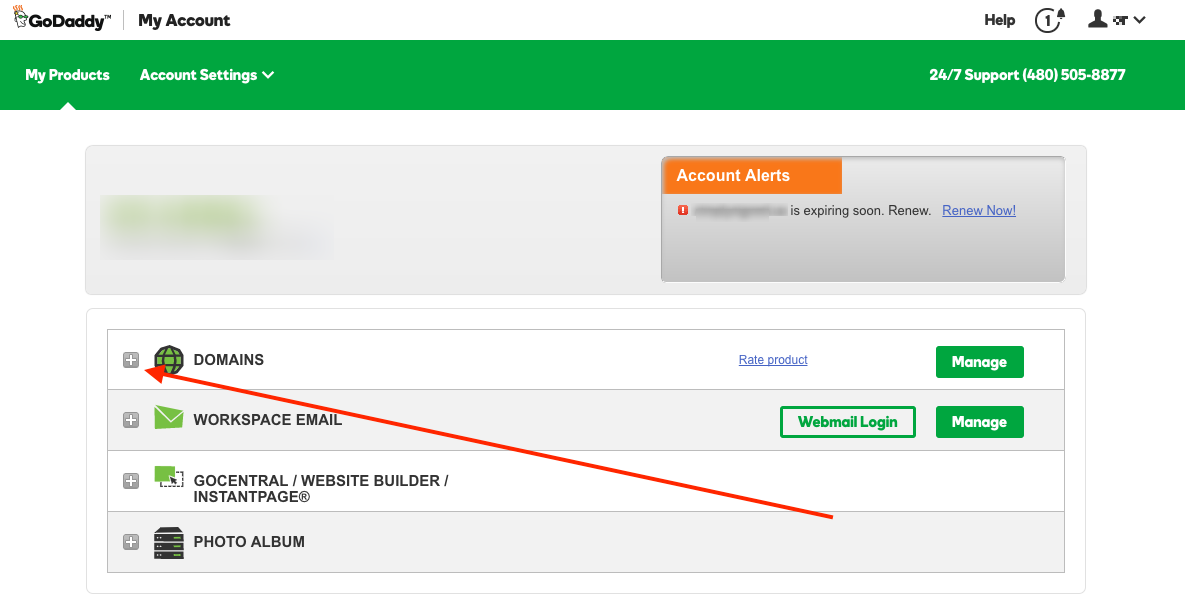 GoDaddy™ My Account Help 1
My Products Account Settings 24/7 Support (480) 505-8877
Account Alerts
is expiring soon. Renew. Renew Now!
DOMAINS Rate product Manage
WORKSPACE EMAIL Webmail Login Manage
GOCENTRAL / WEBSITE BUILDER /
INSTANTPAGE®
PHOTO ALBUM